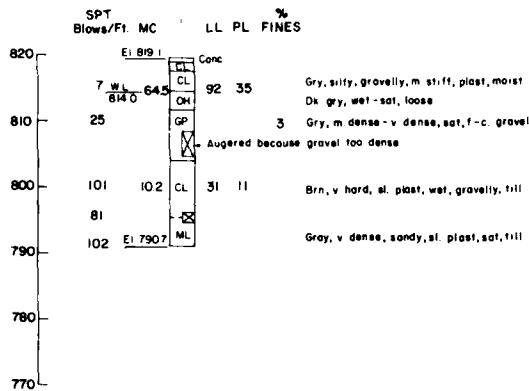 SPT %
Blows/Ft. MC LL PL FINES
820
El 819.1 Conc
CL
7 WL 64.5 CL 92 35 Gry, silty, gravelly, m stiff, plast, moist
814.0 OH Dk gry, wet-sat, loose
810 25 GP 3 Gry, m.dense-v dense, sat, f-c. gravel
Augered because gravel too dense
800 101 10.2 CL 31 11 Brn, v hard, sl. plast, wet, gravelly, till
81
102 El 790.7 ML Gray, v dense, sandy, sl. plast, sat, till
790
780
770